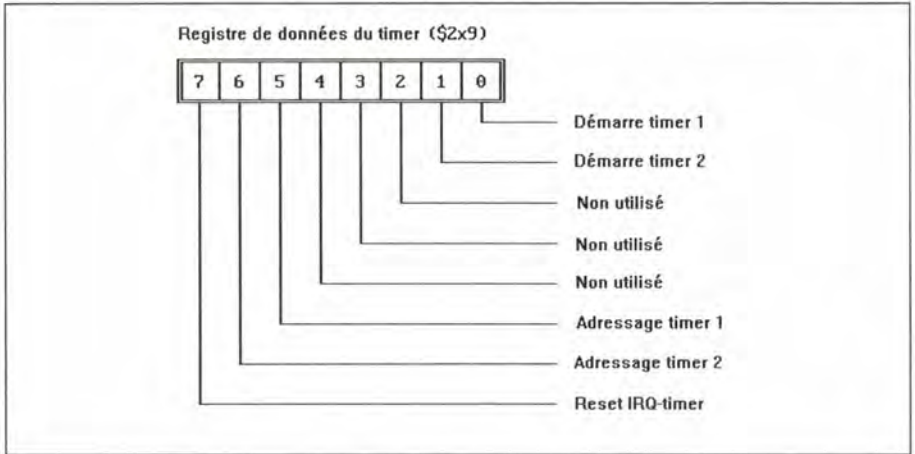 Registre de données du timer ($2x9)
7 6 5 4 3 2 1 0
Démarre timer 1
Démarre timer 2
Non utilisé
Non utilisé
Non utilisé
Adressage timer 1
Adressage timer 2
Reset IRQ-timer